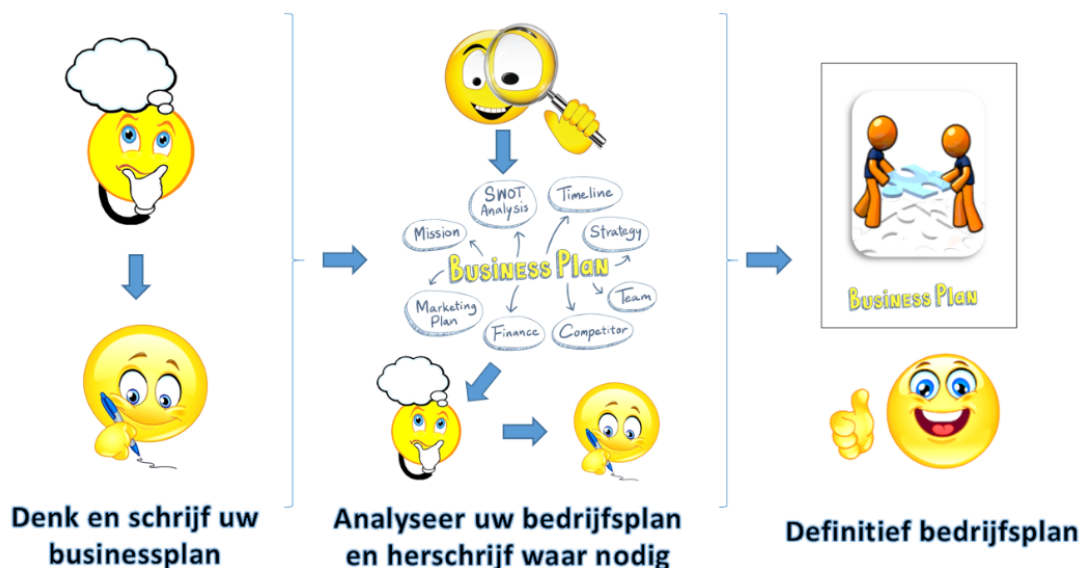 SWOT
Analysis
Timeline
Mission
Strategy
Business Plan
Marketing
Plan
Team
Finance
Competitor
Business Plan
Denk en schrijf uw
businessplan
Analyseer uw bedrijfsplan
en herschrijf waar nodig
Definitief bedrijfsplan